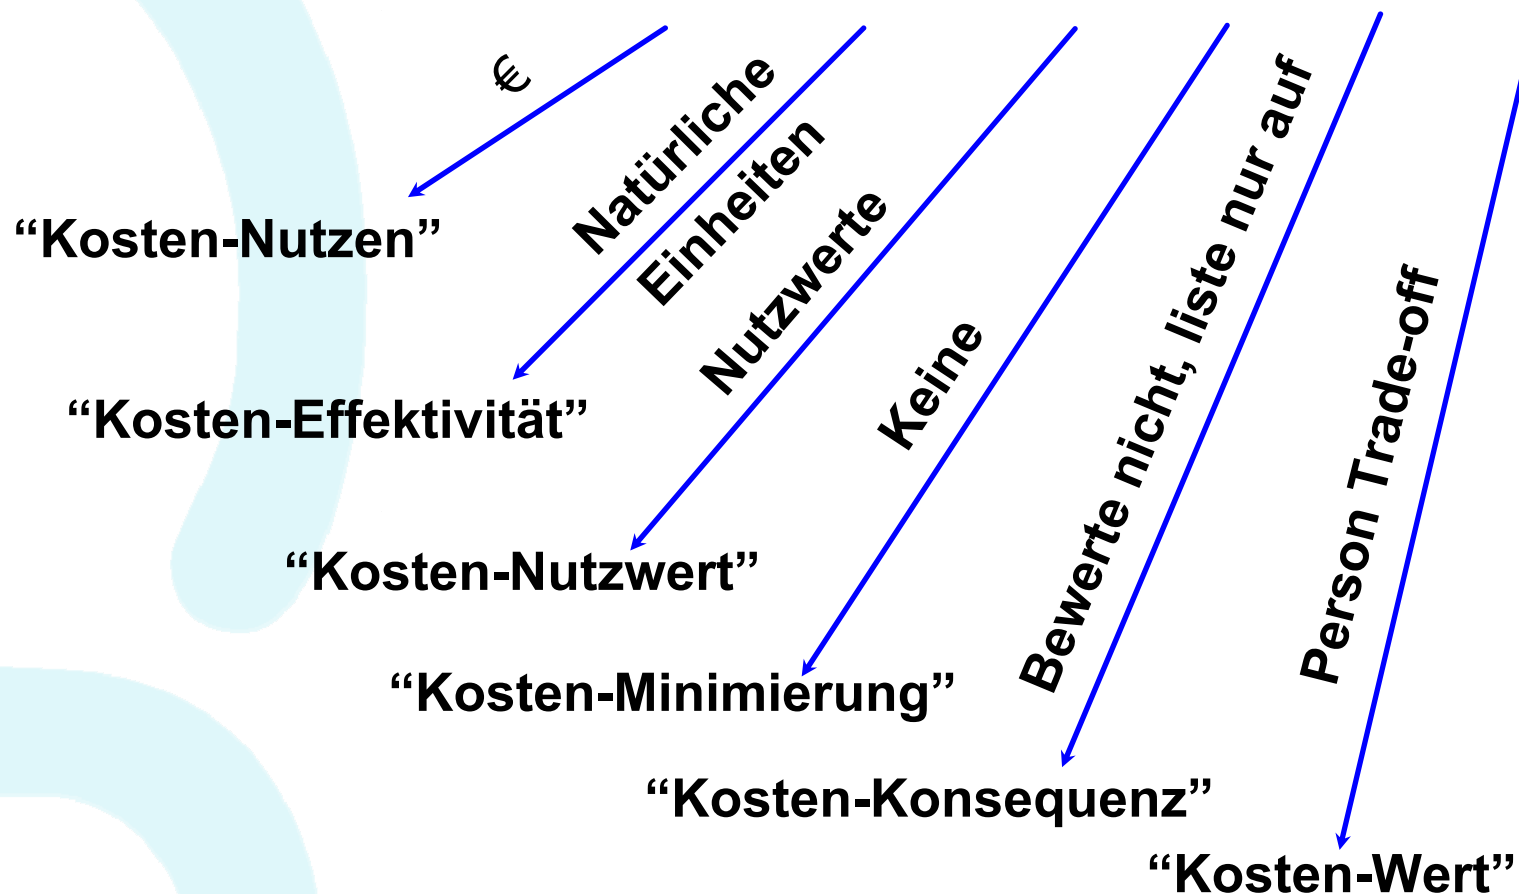 €
“Kosten-Nutzen”
Natürliche
Einheiten
“Kosten-Effektivität”
Nutzwerte
“Kosten-Nutzwert”
Keine
“Kosten-Minimierung”
Bewerte nicht, liste nur auf
“Kosten-Konsequenz”
Person Trade-off
“Kosten-Wert”